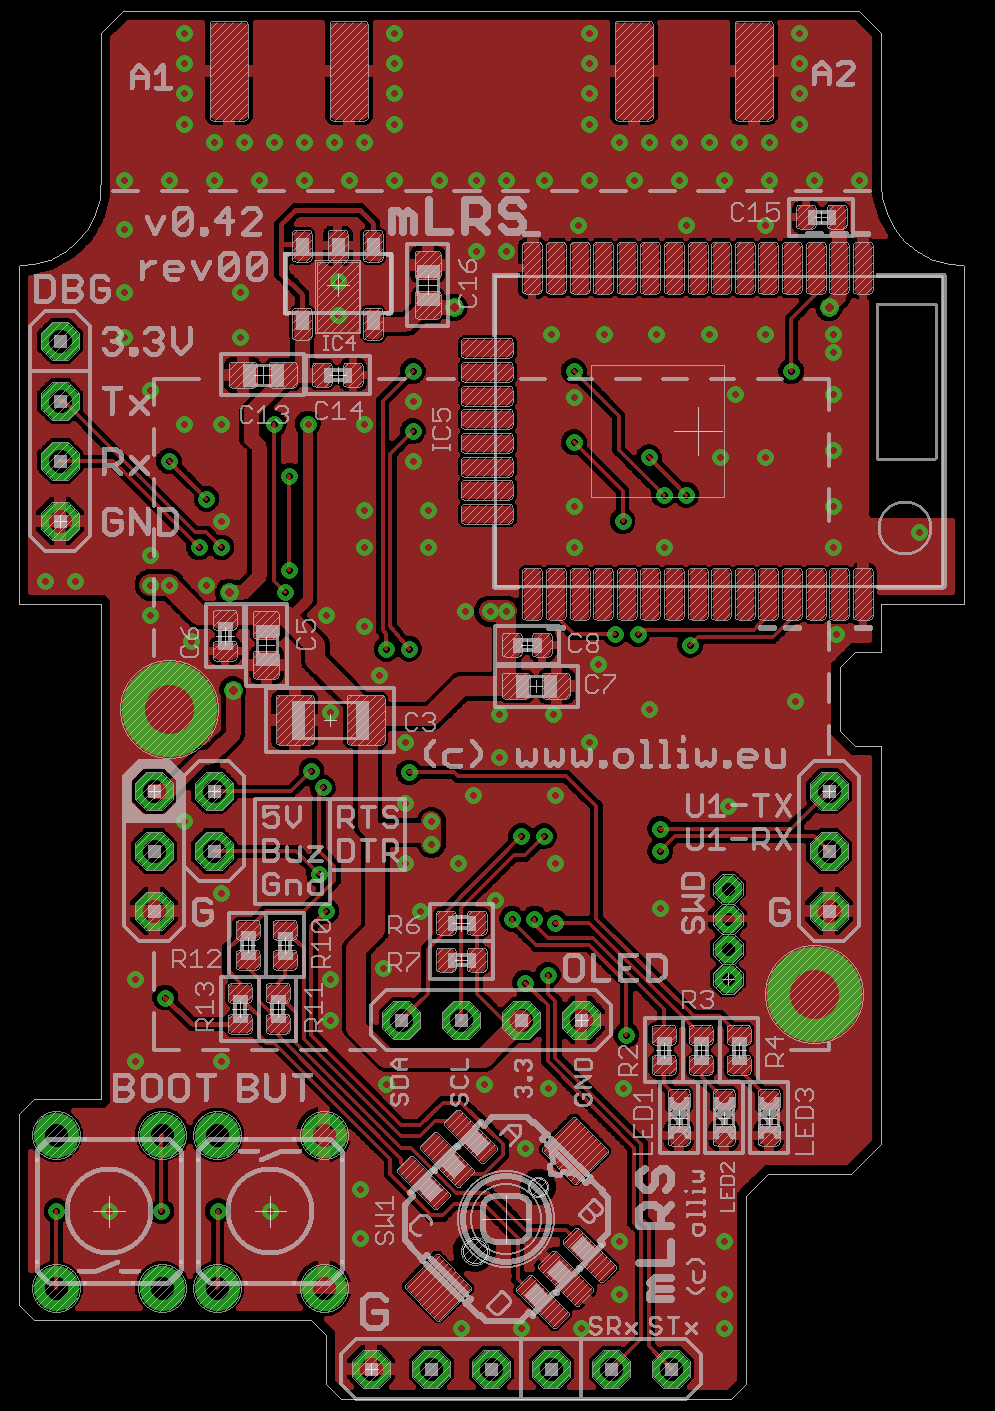 A1
A2
v0.42
mLRS
C15
rev00
DBG
C16
3.3V
IC4
Tx
C13
C14
IC5
Rx
GND
C6
C5
C8
C7
C3
(c) www.olliw.eu
5V
RTS
U1-TX
Buz
DTR
U1-RX
Gnd
SWD
G
G
R12
R10
R6
R7
OLED
R13
R11
R3
R2
R4
SDA
SCL
3.3
GND
BOOT BUT
LED1
LED2
LED3
SW1
A
B
C
D
mLRS
(c) olliw
G
SRx
STx